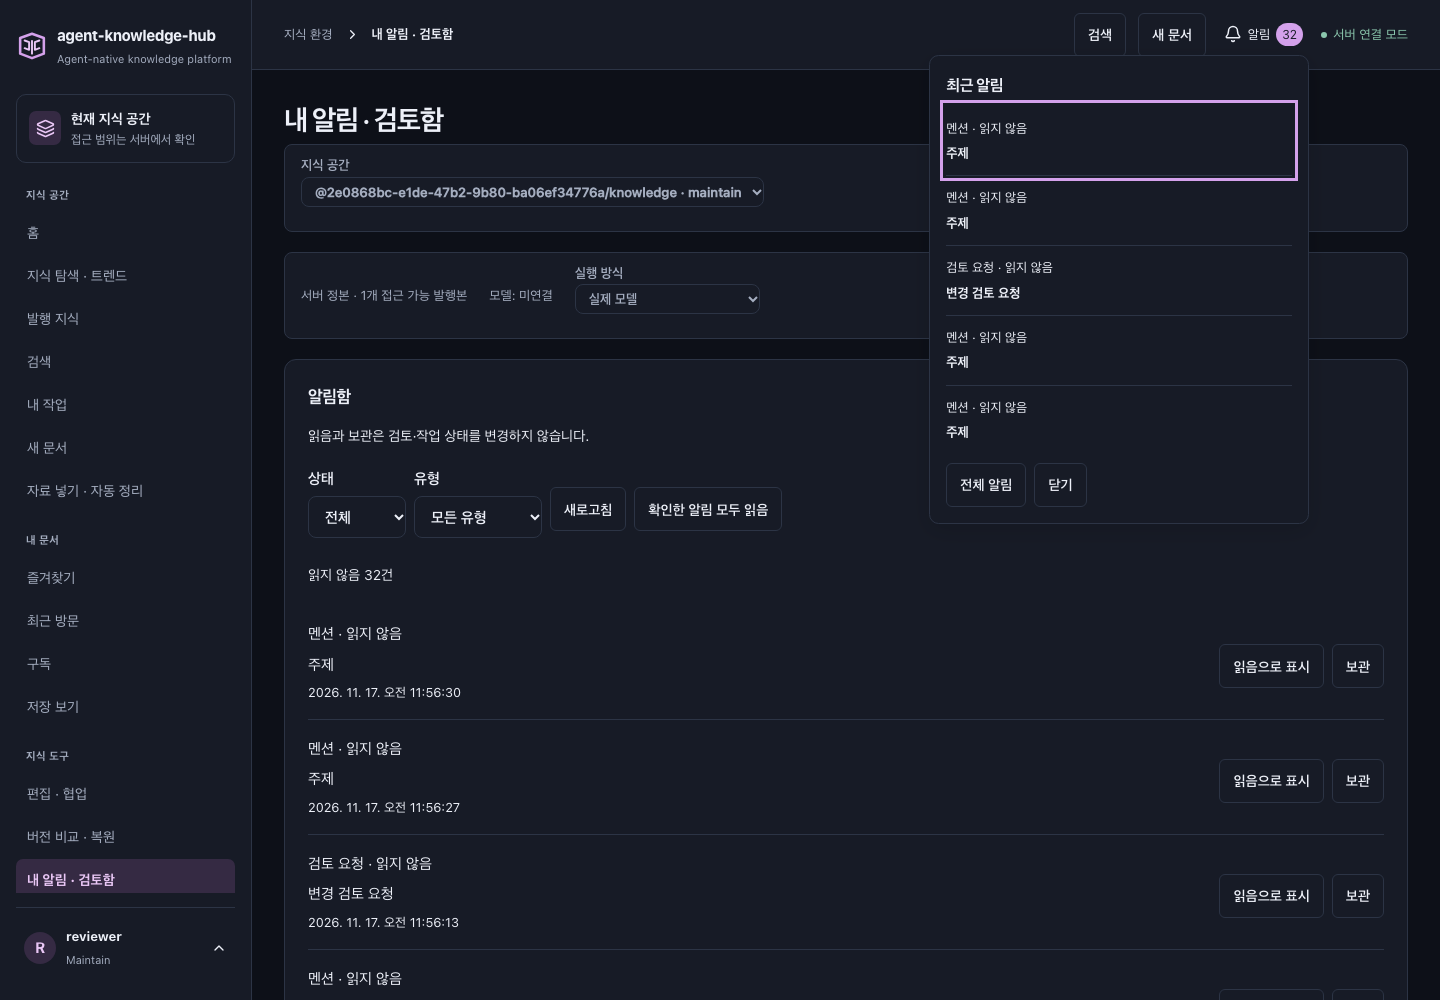 agent-knowledge-hub
Agent-native knowledge platform
현재 지식 공간
접근 범위는 서버에서 확인
지식 공간
홈
지식 탐색 · 트렌드
발행 지식
검색
내 작업
새 문서
자료 넣기 · 자동 정리
내 문서
즐겨찾기
최근 방문
구독
저장 보기
지식 도구
편집 · 협업
버전 비교 · 복원
내 알림 · 검토함
R
reviewer
Maintain
지식 환경
내 알림 · 검토함
검색
새 문서
알림 32
서버 연결 모드
내 알림 · 검토함
지식 공간
@2e0868bc-e1de-47b2-9b80-ba06ef34776a/knowledge · maintain
서버 정본 · 1개 접근 가능 발행본
모델: 미연결
실행 방식
실제 모델
최근 알림
멘션 · 읽지 않음
주제
멘션 · 읽지 않음
주제
검토 요청 · 읽지 않음
변경 검토 요청
멘션 · 읽지 않음
주제
멘션 · 읽지 않음
주제
전체 알림
닫기
알림함
읽음과 보관은 검토·작업 상태를 변경하지 않습니다.
상태
전체
유형
모든 유형
새로고침
확인한 알림 모두 읽음
읽지 않음 32건
멘션 · 읽지 않음
주제
2026. 11. 17. 오전 11:56:30
읽음으로 표시
보관
멘션 · 읽지 않음
주제
2026. 11. 17. 오전 11:56:27
읽음으로 표시
보관
검토 요청 · 읽지 않음
변경 검토 요청
2026. 11. 17. 오전 11:56:13
읽음으로 표시
보관
멘션 · 읽지 않음